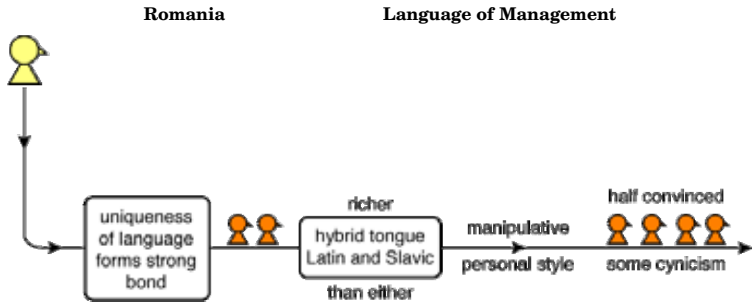 Romania
Language of Management
uniqueness
of language
forms strong
bond
richer
hybrid tongue
Latin and Slavic
than either
manipulative
personal style
half convinced
some cynicism